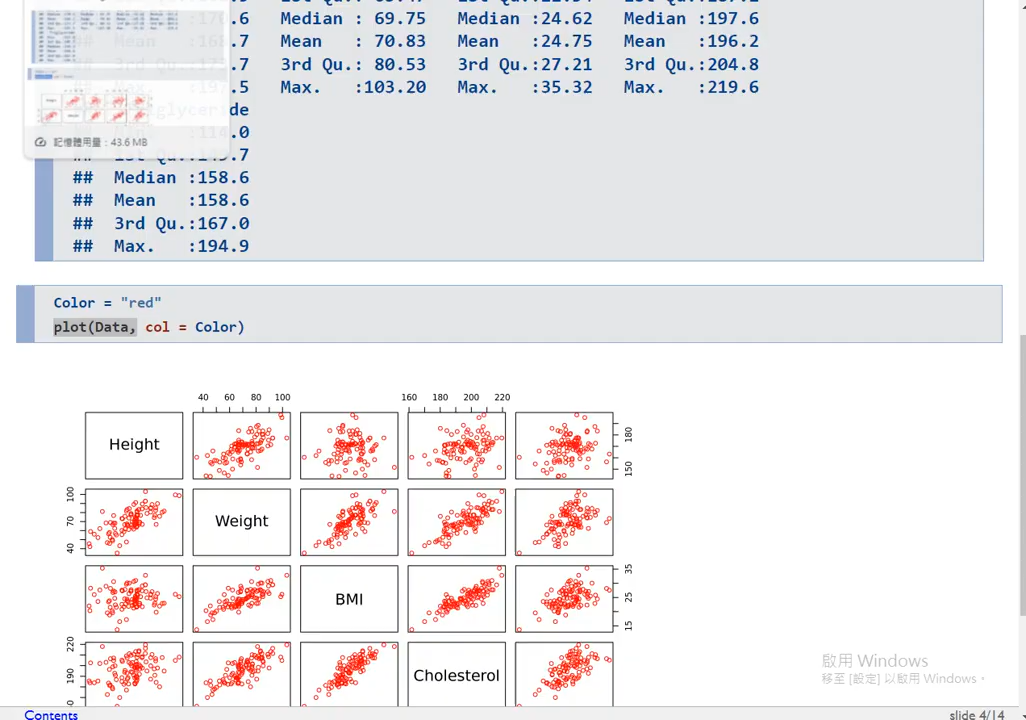 Median : 69.75   Median :24.62   Median :197.6
Mean   : 70.83   Mean   :24.75   Mean   :196.2
3rd Qu.: 80.53   3rd Qu.:27.21   3rd Qu.:204.8
Max.   :103.20   Max.   :35.32   Max.   :219.6
記憶體用量：43.6 MB
##  Median :158.6
##  Mean   :158.6
##  3rd Qu.:167.0
##  Max.   :194.9
Color = "red"
plot(Data, col = Color)
40 60 80 100 160 180 200 220
Height
150 180
40 70 100
Weight
BMI
15 25 35
190 220
Cholesterol
啟用 Windows
移至 [設定] 以啟用 Windows。
Contents
slide 4/14